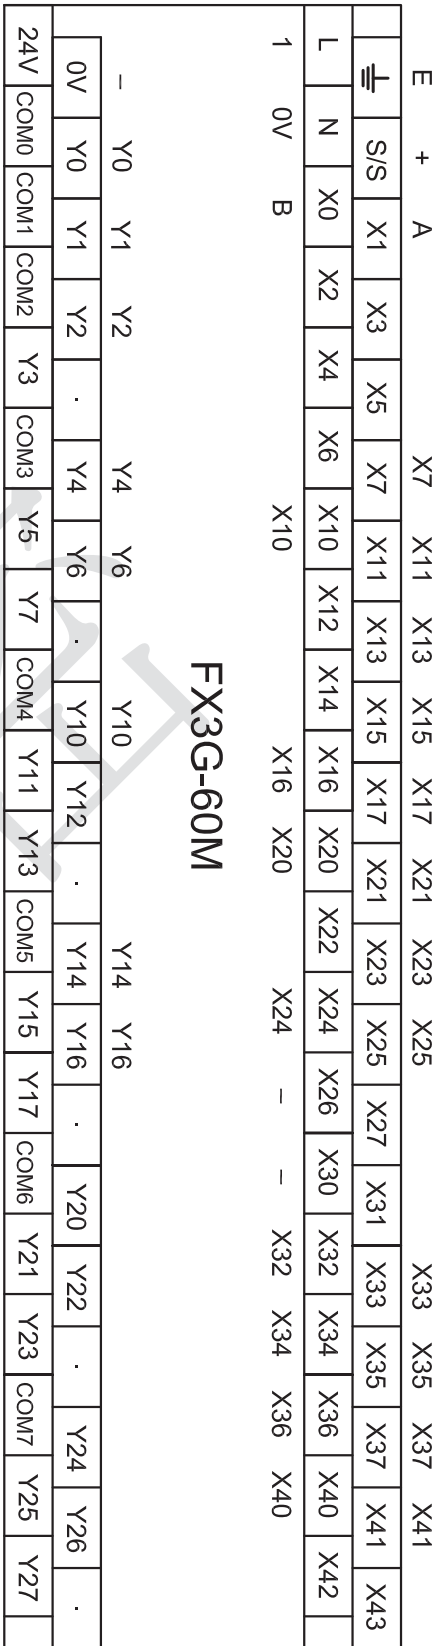 E + A X7 X11 X13 X15 X17 X21 X23 X25 X33 X35 X37 X41
⏚ S/S X1 X3 X5 X7 X11 X13 X15 X17 X21 X23 X25 X27 X31 X33 X35 X37 X41 X43
L N X0 X2 X4 X6 X10 X12 X14 X16 X20 X22 X24 X26 X30 X32 X34 X36 X40 X42
1 0V B X10 X16 X20 X24 – – X32 X34 X36 X40
FX3G-60M
– Y0 Y1 Y2 Y4 Y6 Y10 Y14 Y16
0V Y0 Y1 Y2 . Y4 Y6 . Y10 Y12 . Y14 Y16 . Y20 Y22 . Y24 Y26 .
24V COM0 COM1 COM2 Y3 COM3 Y5 Y7 COM4 Y11 Y13 COM5 Y15 Y17 COM6 Y21 Y23 COM7 Y25 Y27